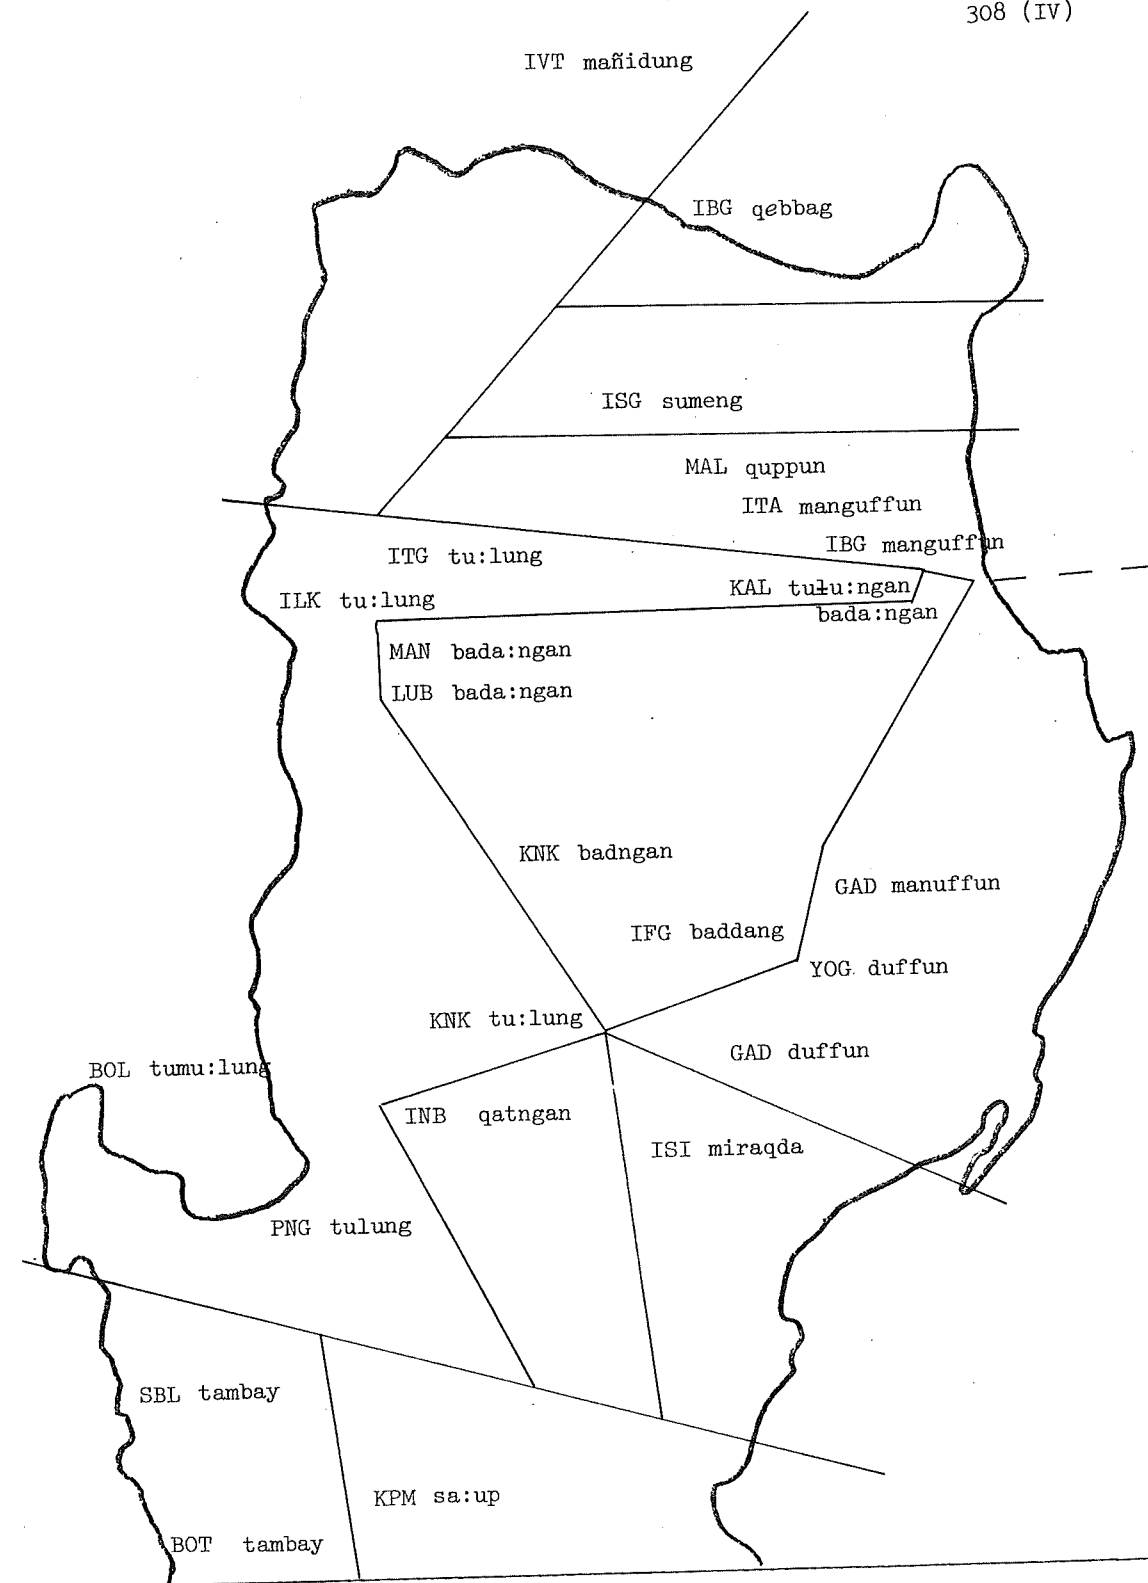 308 (IV)
IVT mañidung
IBG qebbag
ISG sumeng
MAL quppun
ITA manguffun
IBG manguffun
ITG tu:lung
KAL tuɫu:ngan
ILK tu:lung
bada:ngan
MAN bada:ngan
LUB bada:ngan
KNK badngan
GAD manuffun
IFG baddang
YOG duffun
KNK tu:lung
GAD duffun
BOL tumu:lung
INB qatngan
ISI miraqda
PNG tulung
SBL tambay
KPM sa:up
BOT tambay